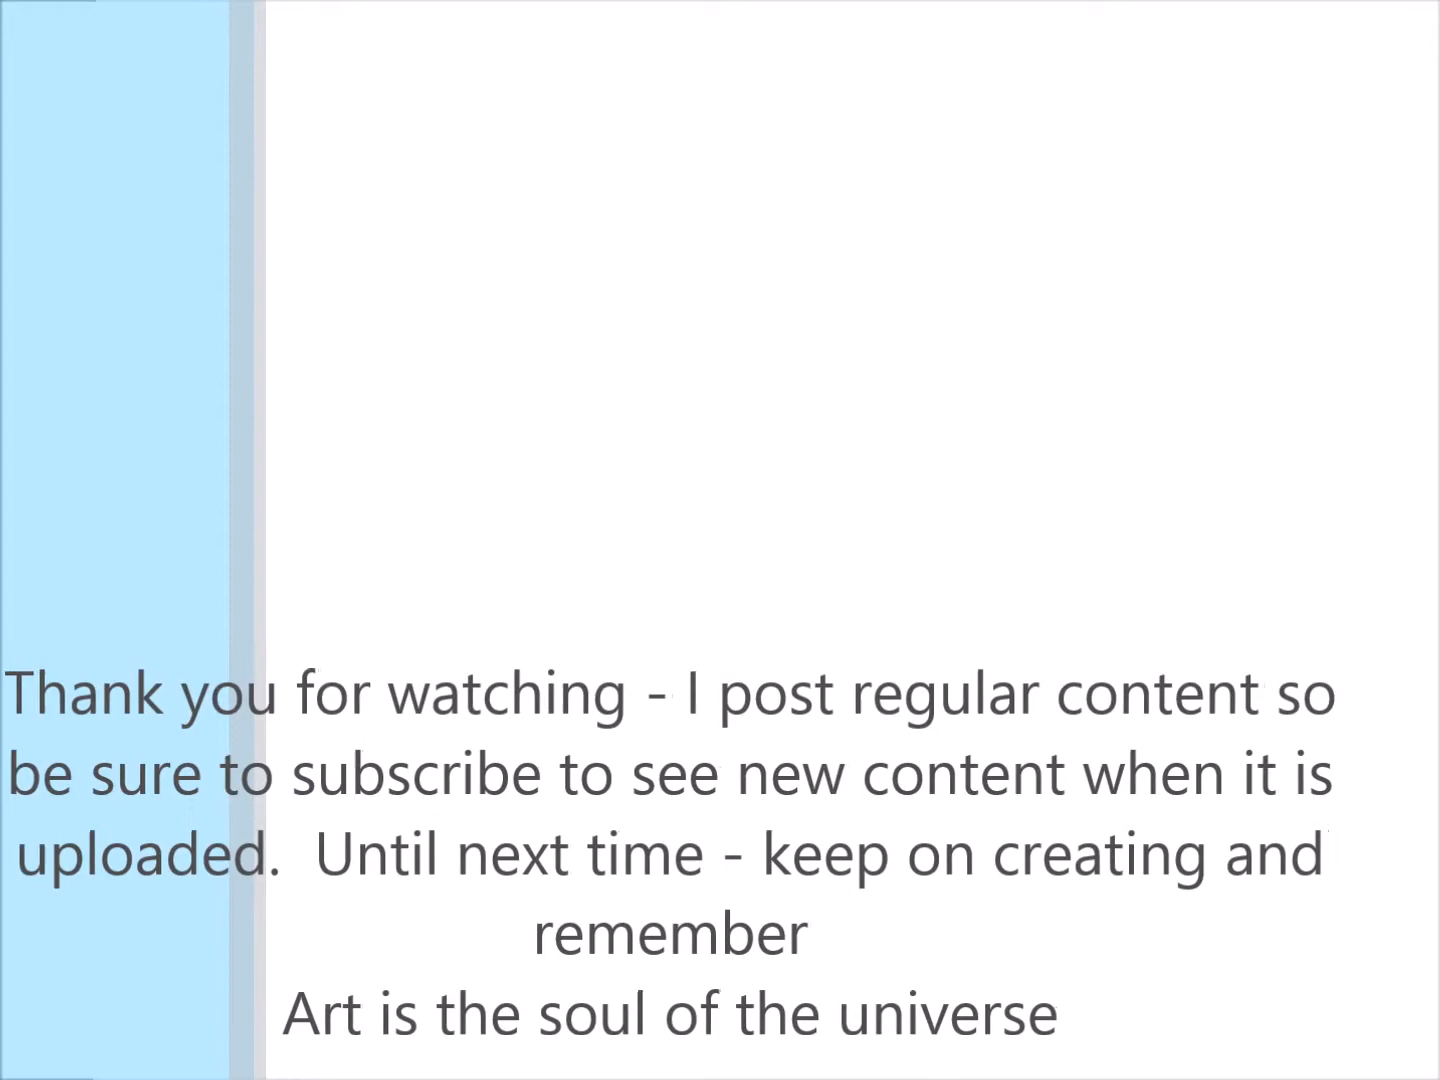 Thank you for watching - I post regular content so
be sure to subscribe to see new content when it is
uploaded.  Until next time - keep on creating and
remember
Art is the soul of the universe